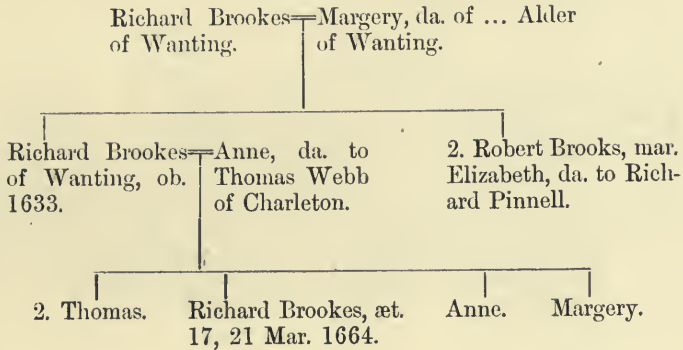 Richard Brookes=Margery, da. of ... Alder
of Wanting. of Wanting.
Richard Brookes=Anne, da. to
of Wanting, ob. Thomas Webb
1633. of Charleton.
2. Robert Brooks, mar.
Elizabeth, da. to Rich-
ard Pinnell.
2. Thomas. Richard Brookes, æt. Anne. Margery.
17, 21 Mar. 1664.